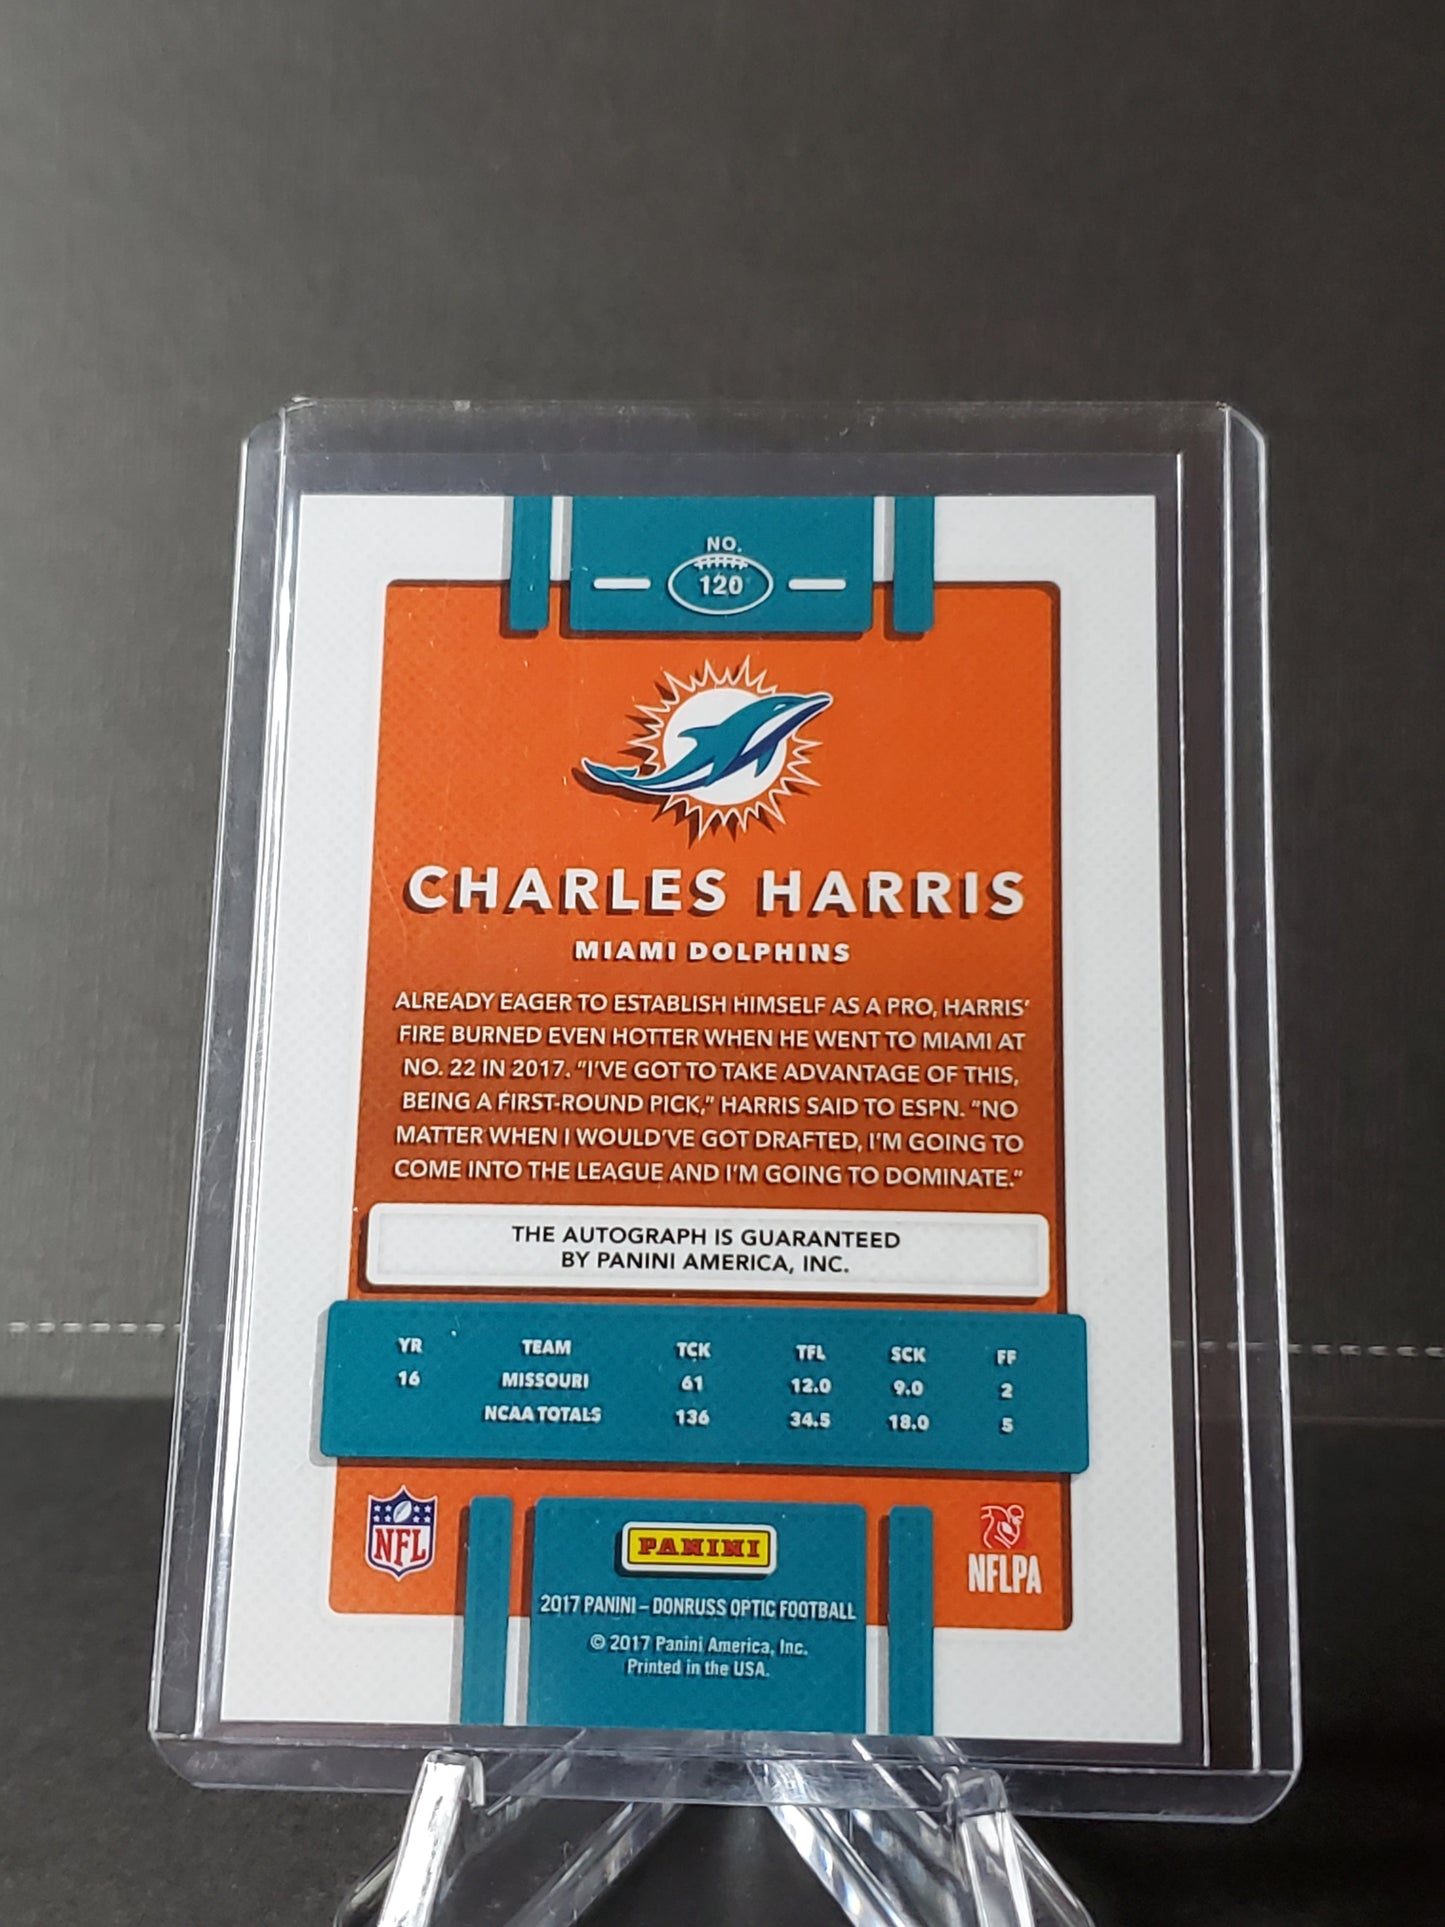 NO.
120
CHARLES HARRIS
MIAMI DOLPHINS
ALREADY EAGER TO ESTABLISH HIMSELF AS A PRO, HARRIS'
FIRE BURNED EVEN HOTTER WHEN HE WENT TO MIAMI AT
NO. 22 IN 2017. "I'VE GOT TO TAKE ADVANTAGE OF THIS,
BEING A FIRST-ROUND PICK," HARRIS SAID TO ESPN. "NO
MATTER WHEN I WOULD'VE GOT DRAFTED, I'M GOING TO
COME INTO THE LEAGUE AND I'M GOING TO DOMINATE."
THE AUTOGRAPH IS GUARANTEED
BY PANINI AMERICA, INC.
YR TEAM TCK TFL SCK FF
16 MISSOURI 61 12.0 9.0 2
NCAA TOTALS 136 34.5 18.0 5
NFL
PANINI
NFLPA
2017 PANINI – DONRUSS OPTIC FOOTBALL
© 2017 Panini America, Inc.
Printed in the USA.